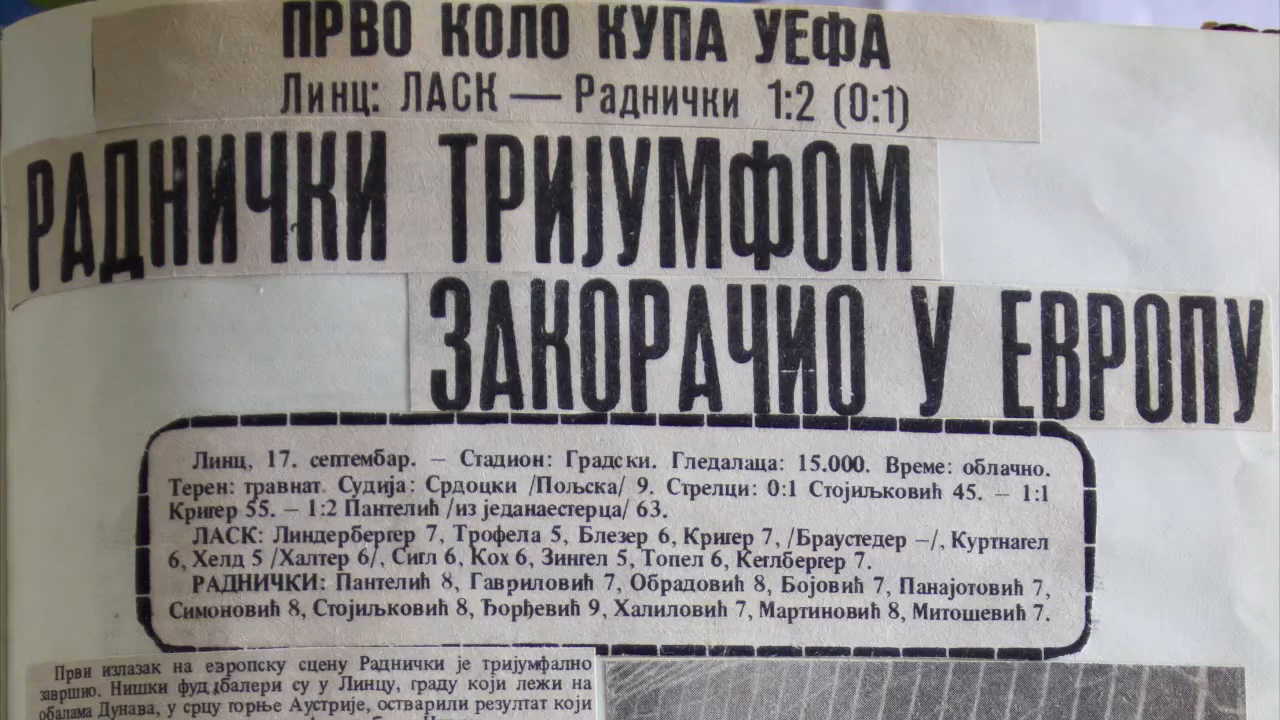 ПРВО КОЛО КУПА УЕФА
Линц: ЛАСК — Раднички 1:2 (0:1)
РАДНИЧКИ ТРИЈУМФОМ
ЗАКОРАЧИО У ЕВРОПУ
Линц, 17. септембар. — Стадион: Градски. Гледалаца: 15.000. Време: облачно.
Терен: травнат. Судија: Срдоцки /Пољска/ 9. Стрелци: 0:1 Стојиљковић 45. — 1:1
Кригер 55. — 1:2 Пантелић /из једанаестерца/ 63.
ЛАСК: Линдербергер 7, Трофела 5, Блезер 6, Кригер 7, /Браустедер —/, Куртнагел
6, Хелд 5 /Халтер 6/, Сигл 6, Кох 6, Зингел 5, Топел 6, Кеглбергер 7.
РАДНИЧКИ: Пантелић 8, Гавриловић 7, Обрадовић 8, Бојовић 7, Панајотовић 7,
Симоновић 8, Стојиљковић 8, Ђорђевић 9, Халиловић 7, Мартиновић 8, Митошевић 7.
Први излазак на европску сцену Раднички је тријумфално
завршио. Нишки фудбалери су у Линцу, граду који лежи на
обалама Дунава, у срцу горње Аустрије, остварили резултат који